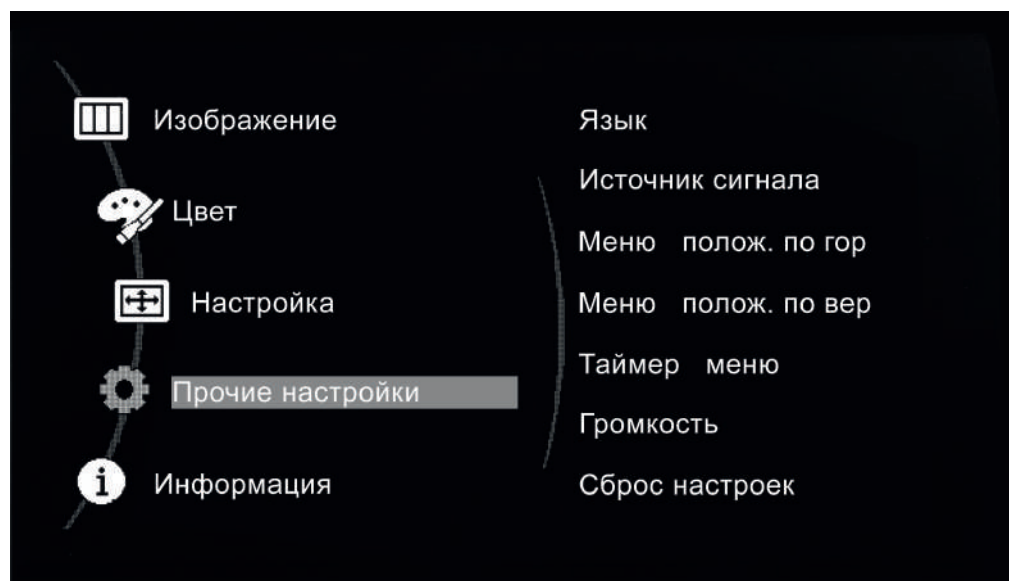 Изображение
Цвет
Настройка
Прочие настройки
Информация
Язык
Источник сигнала
Меню полож. по гор
Меню полож. по вер
Таймер меню
Громкость
Сброс настроек